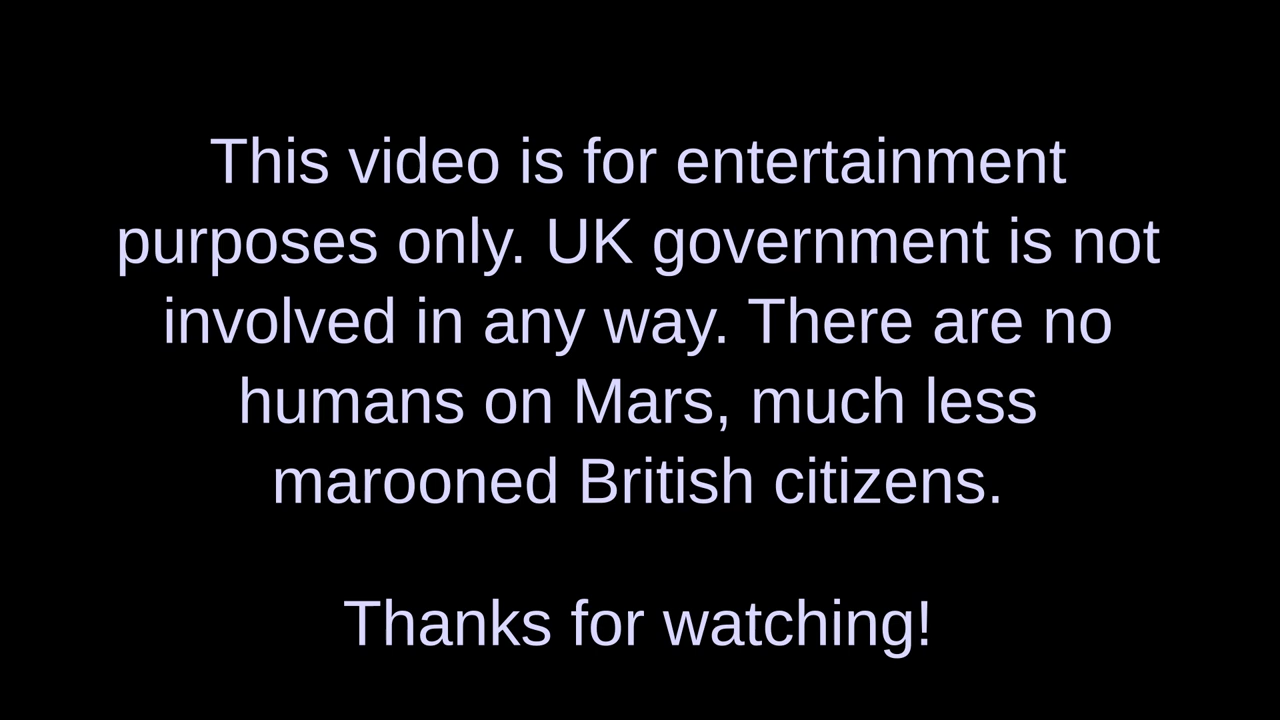 This video is for entertainment
purposes only. UK government is not
involved in any way. There are no
humans on Mars, much less
marooned British citizens.
Thanks for watching!